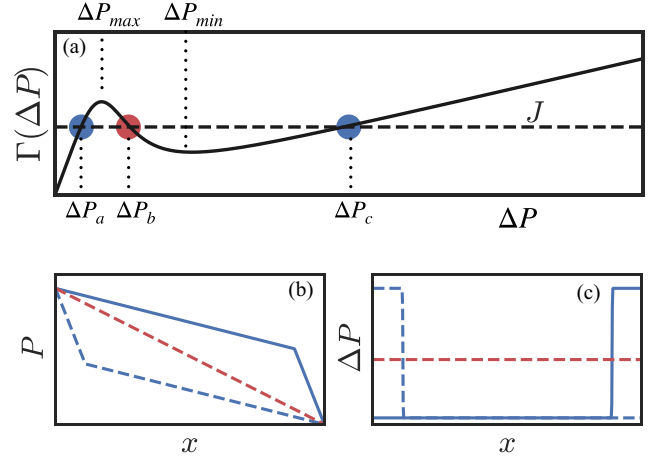 ΔP_max ΔP_min
(a)
Γ(ΔP)
J
ΔP_a ΔP_b ΔP_c ΔP
(b) (c)
P ΔP
x x